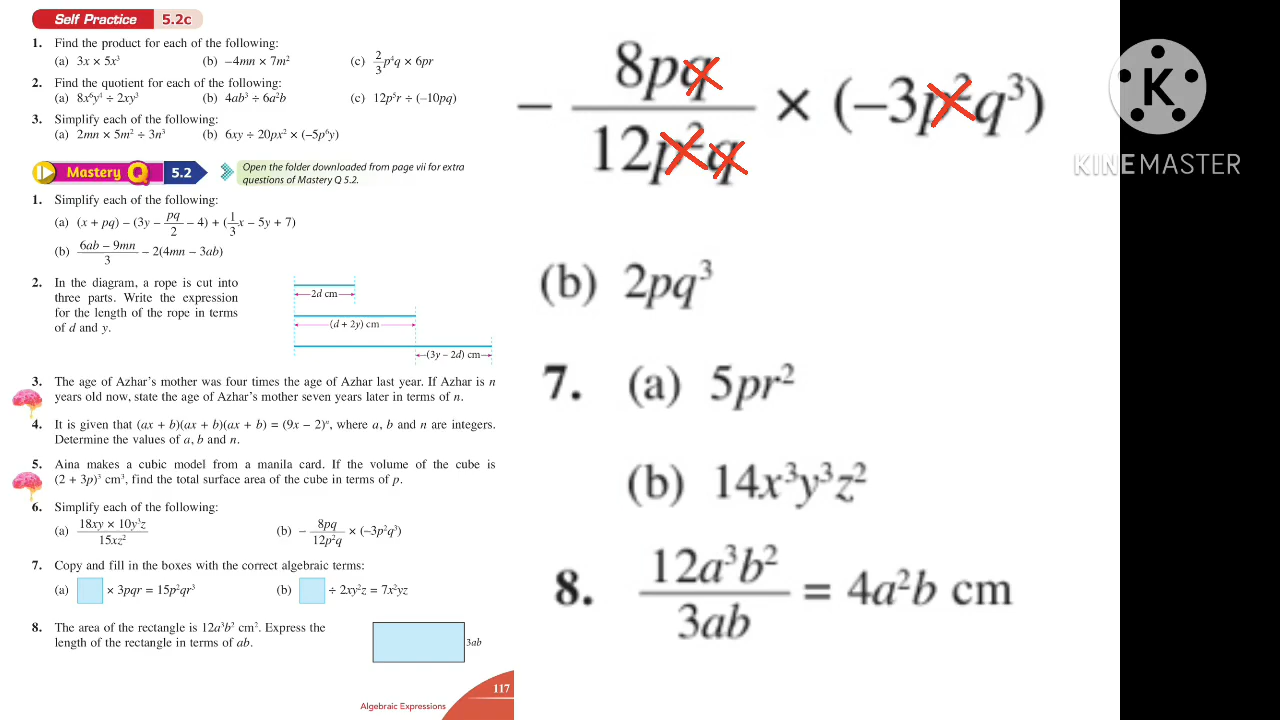 Self Practice 5.2c
1. Find the product for each of the following:
(a) 3x × 5x³ (b) –4mn × 7m² (c) 2/3 p⁴q × 6pr
2. Find the quotient for each of the following:
(a) 8x⁶y⁴ ÷ 2xy³ (b) 4ab³ ÷ 6a²b (c) 12p⁵r ÷ (–10pq)
3. Simplify each of the following:
(a) 2mn × 5m² ÷ 3n³ (b) 6xy ÷ 20px² × (–5p⁶y)
Mastery Q 5.2
Open the folder downloaded from page vii for extra
questions of Mastery Q 5.2.
1. Simplify each of the following:
(a) (x + pq) – (3y – pq/2 – 4) + (1/3 x – 5y + 7)
(b) (6ab – 9mn)/3 – 2(4mn – 3ab)
2. In the diagram, a rope is cut into
three parts. Write the expression
for the length of the rope in terms
of d and y.
2d cm
(d + 2y) cm
(3y – 2d) cm
3. The age of Azhar's mother was four times the age of Azhar last year. If Azhar is n
years old now, state the age of Azhar's mother seven years later in terms of n.
4. It is given that (ax + b)(ax + b)(ax + b) = (9x – 2)ⁿ, where a, b and n are integers.
Determine the values of a, b and n.
5. Aina makes a cubic model from a manila card. If the volume of the cube is
(2 + 3p)³ cm³, find the total surface area of the cube in terms of p.
6. Simplify each of the following:
(a) 18xy × 10y³z / 15xz² (b) – 8pq/12p²q × (–3p²q³)
7. Copy and fill in the boxes with the correct algebraic terms:
(a) × 3pqr = 15p²qr³ (b) ÷ 2xy²z = 7x²yz
8. The area of the rectangle is 12a³b² cm². Express the
length of the rectangle in terms of ab.
3ab
Algebraic Expressions
117
– 8pq/12p²q × (–3p²q³)
(b) 2pq³
7. (a) 5pr²
(b) 14x³y³z²
8. 12a³b²/3ab = 4a²b cm
K
KINEMASTER